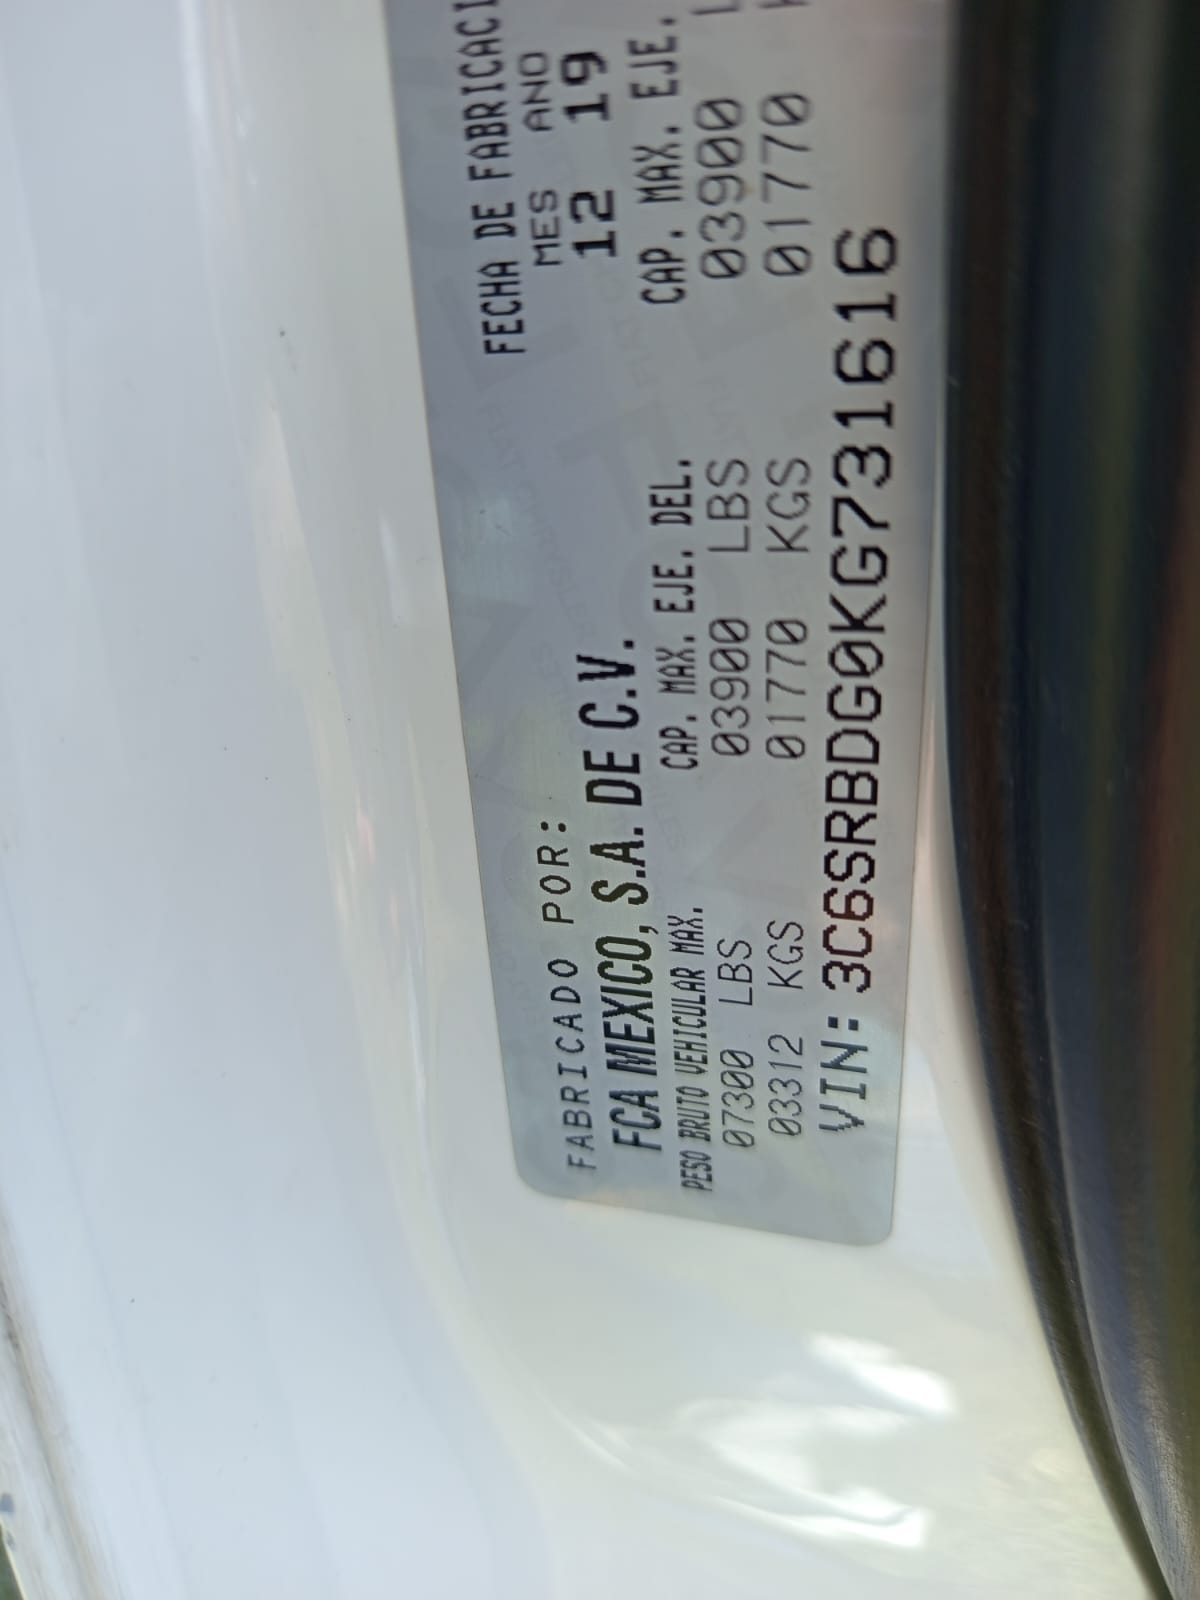 FABRICADO POR:
FCA MEXICO, S.A. DE C.V.
FECHA DE FABRICACI
MES ANO
12 19
PESO BRUTO VEHICULAR MAX.
07300 LBS
03312 KGS
CAP. MAX. EJE. DEL.
03900 LBS
01770 KGS
CAP. MAX. EJE.
03900 L
01770 K
VIN: 3C6SRBDG0KG731616